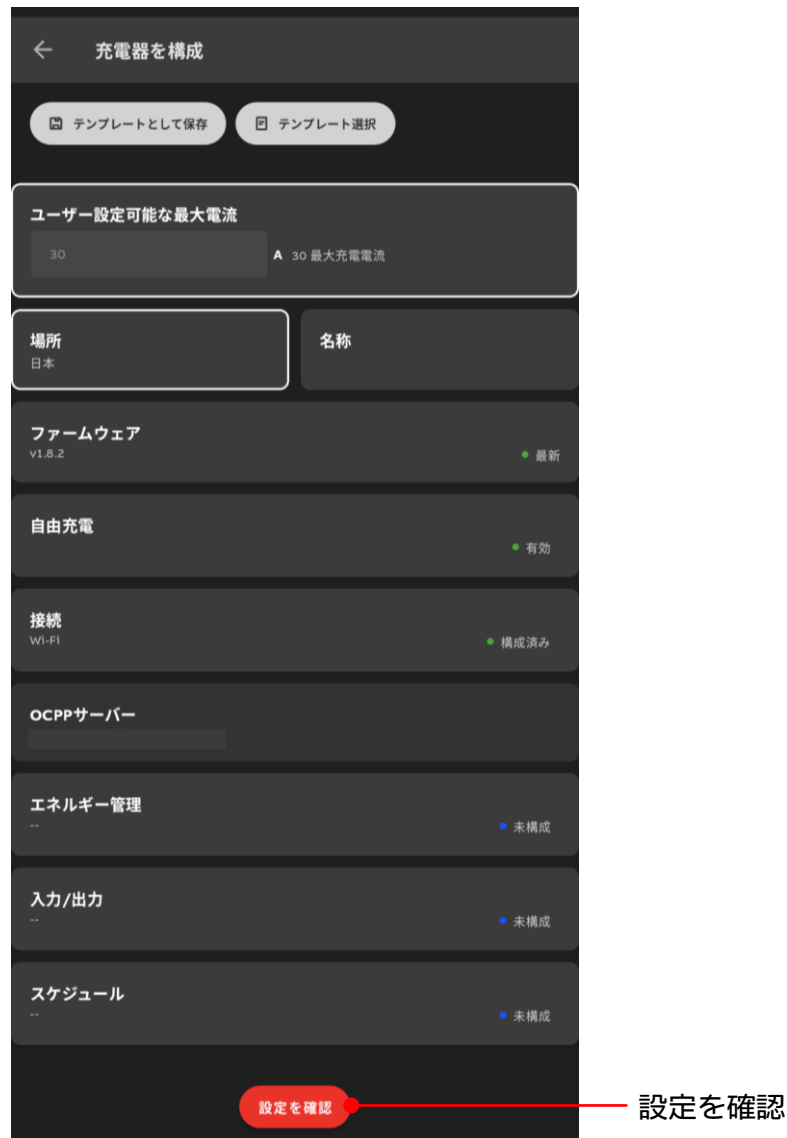 充電器を構成
テンプレートとして保存
テンプレート選択
ユーザー設定可能な最大電流
30 A 30 最大充電電流
場所
日本
名称
ファームウェア
v1.8.2
最新
自由充電
有効
接続
Wi-Fi
構成済み
OCPPサーバー
エネルギー管理
--
未構成
入力/出力
--
未構成
スケジュール
--
未構成
設定を確認
設定を確認